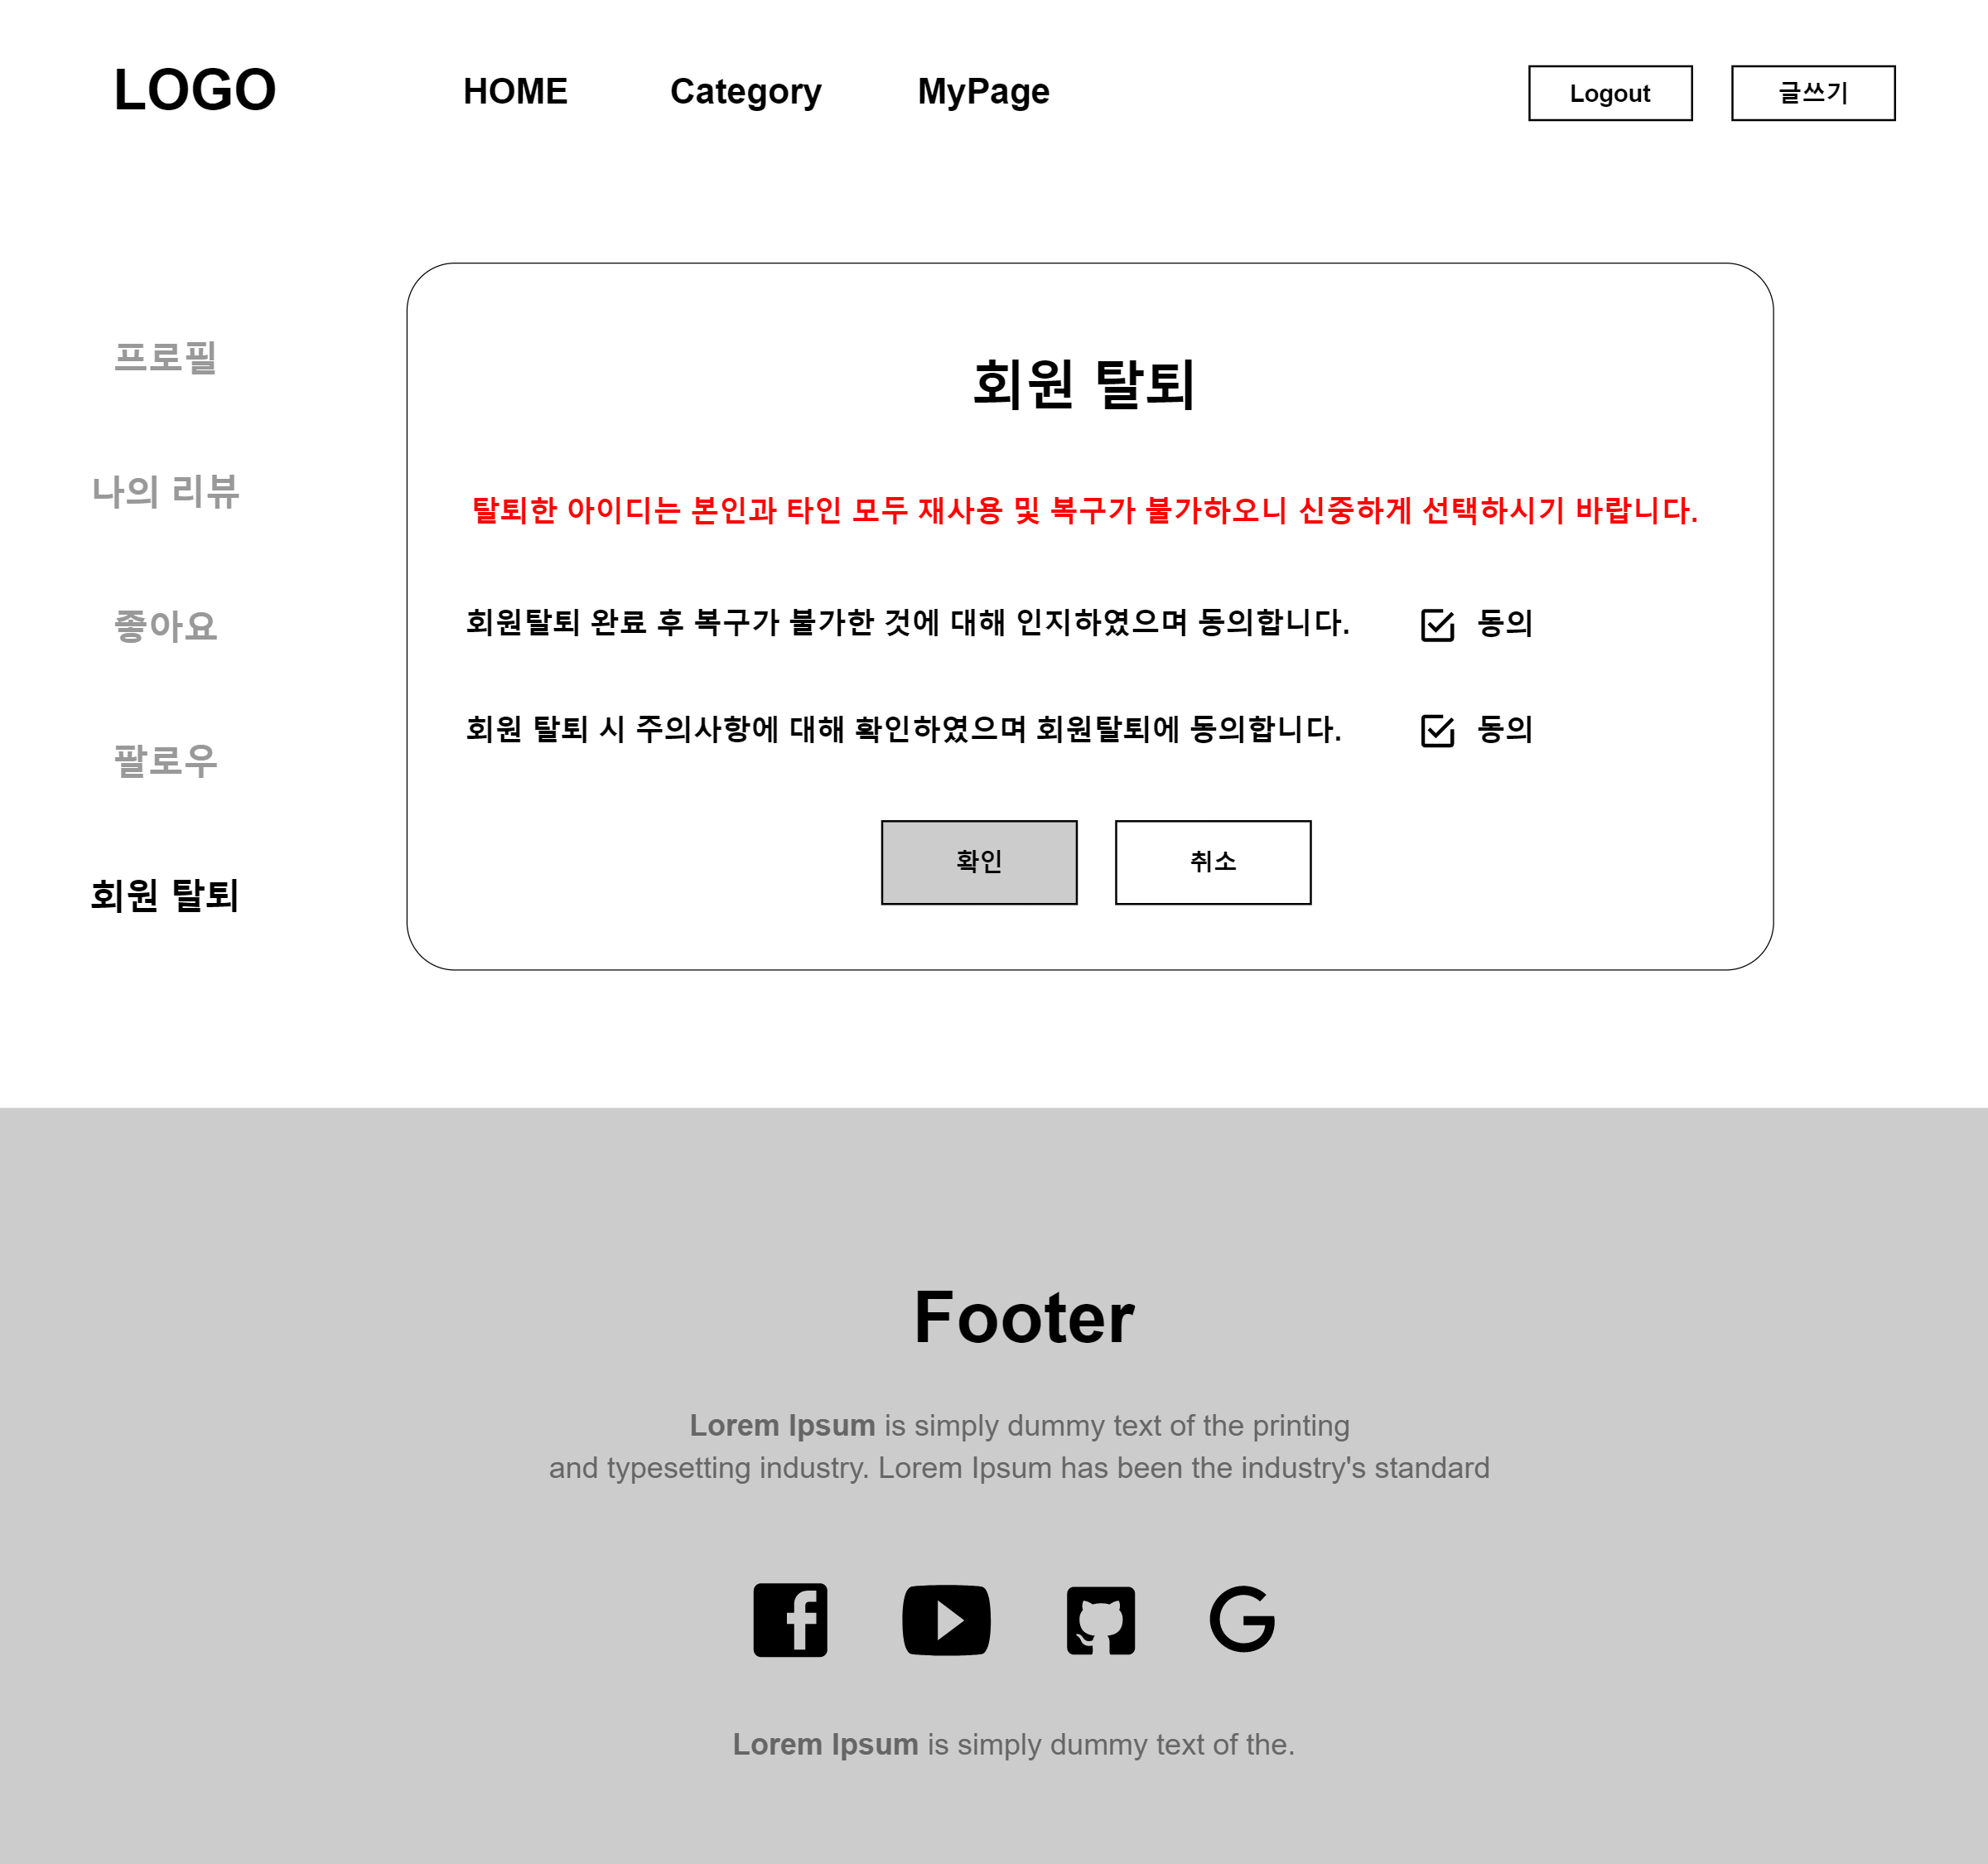 LOGO
HOME
Category
MyPage
Logout
글쓰기
프로필
나의 리뷰
좋아요
팔로우
회원 탈퇴
회원 탈퇴
탈퇴한 아이디는 본인과 타인 모두 재사용 및 복구가 불가하오니 신중하게 선택하시기 바랍니다.
회원탈퇴 완료 후 복구가 불가한 것에 대해 인지하였으며 동의합니다.
동의
회원 탈퇴 시 주의사항에 대해 확인하였으며 회원탈퇴에 동의합니다.
동의
확인
취소
Footer
Lorem Ipsum is simply dummy text of the printing
and typesetting industry. Lorem Ipsum has been the industry's standard
Lorem Ipsum is simply dummy text of the.